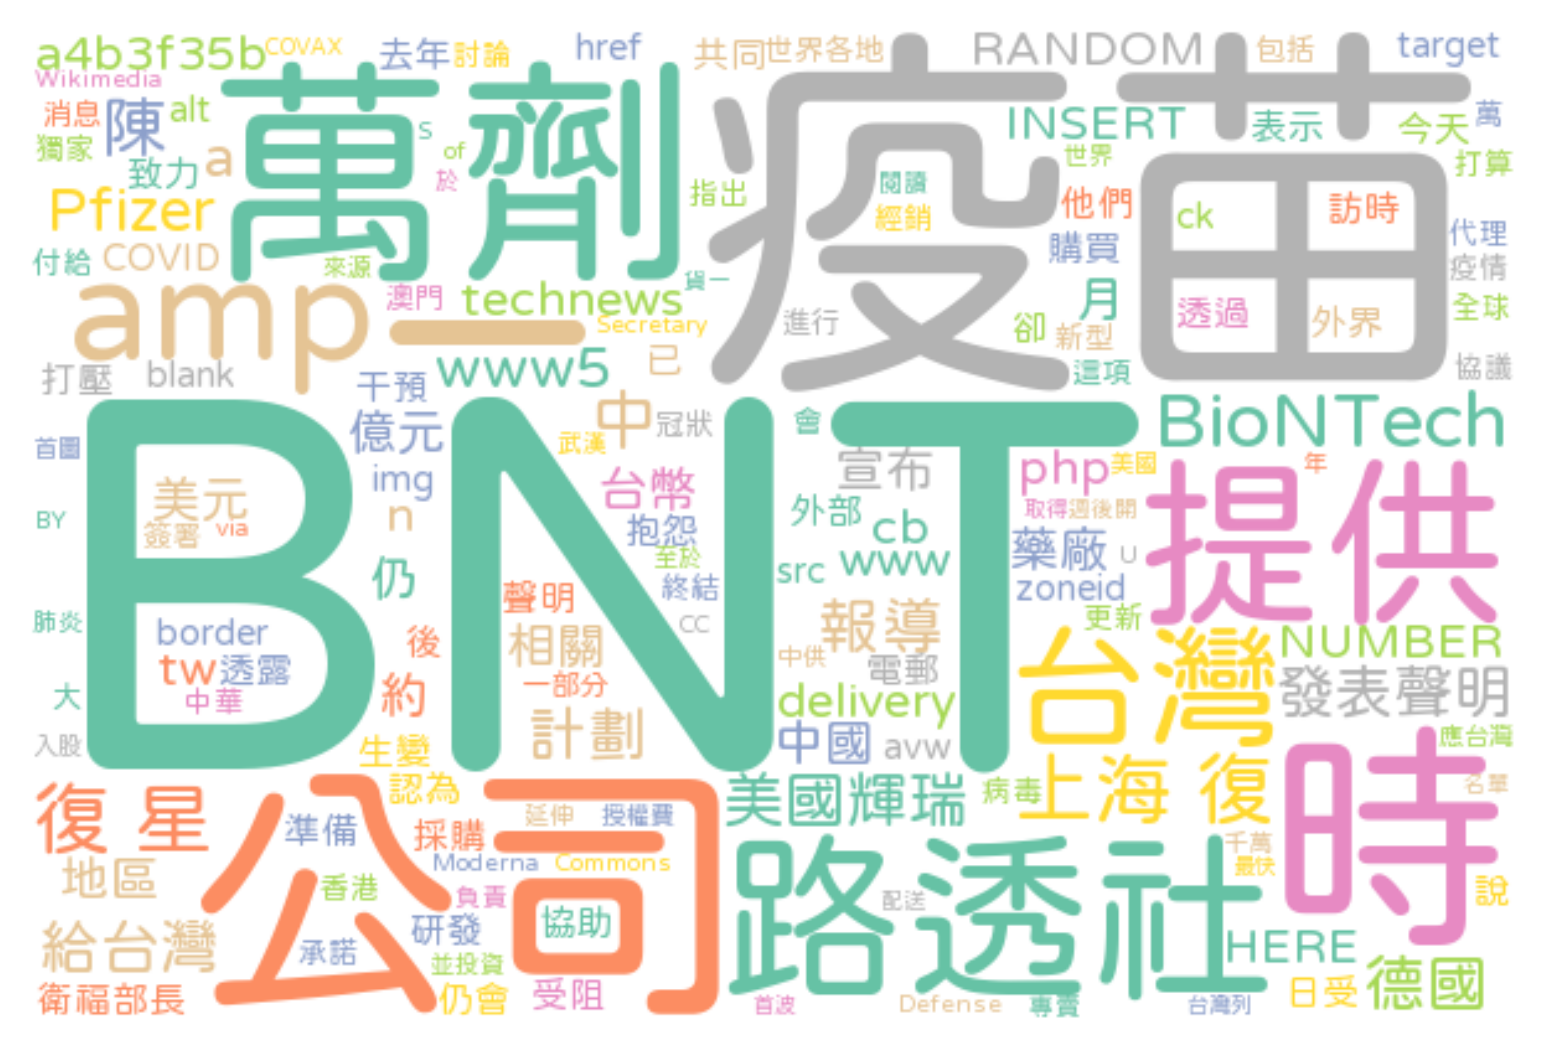 a4b3f35b
COVAX
去年
討論
href
共同
世界各地
RANDOM
包括
target
Wikimedia
消息
陳
alt
萬劑
疫苗
s
INSERT
表示
今天
萬
獨家
致力
a
of
於
指出
世界
閱讀
打算
Pfizer
經銷
他們
ck
訪時
代理
付給
COVID
來源
購買
疫情
amp
澳門
technews
貨一
月
透過
外界
全球
一
Secretary
進行
卻
新型
打壓
blank
干預
www5
已
這項
協議
BNT
億元
中
冠狀
會
BioNTech
首圖
武漢
宣布
php
美國
年
提供
美元
img
台幣
簽署
via
n
抱怨
外部
cb
取得
週後開
BY
仍
至於
src
www
藥廠
U
終結
zoneid
聲明
更新
肺炎
border
後
相關
CC
報導
台灣
NUMBER
tw
透露
一部分
中供
電郵
發表聲明
中華
約
大
delivery
計劃
中國
avw
入股
生變
應台灣
時
復星
公司
認為
美國輝瑞
病毒
上海
復
名單
準備
採購
延伸
授權費
地區
Moderna
Commons
路透社
千萬
最快
香港
負責
配送
說
給台灣
協助
承諾
研發
並投資
HERE
德國
衛福部長
仍會
受阻
首波
Defense
專賣
台灣列
日受